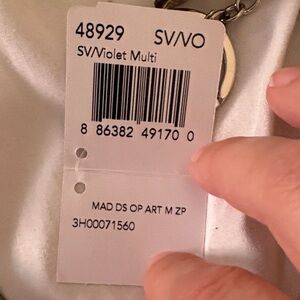 48929 SV/VO
SV/Violet Multi
8 86382 49170 0
MAD DS OP ART M ZP
3H00071560